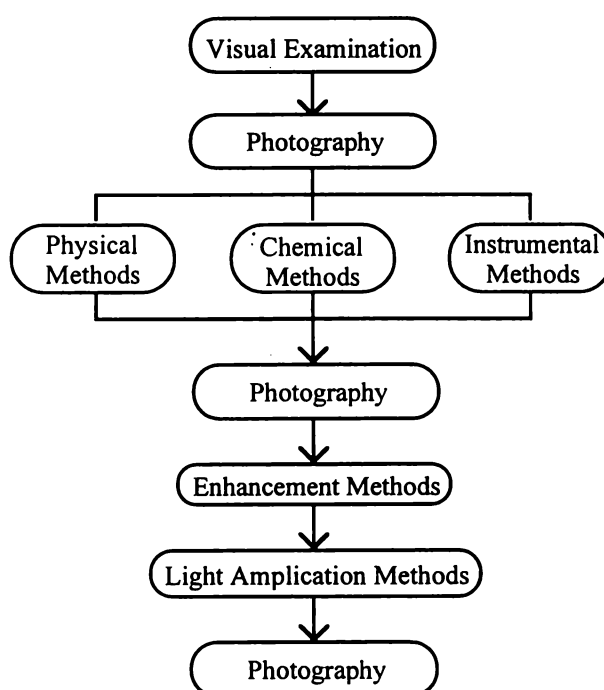 Visual Examination
Photography
Physical
Methods
Chemical
Methods
Instrumental
Methods
Photography
Enhancement Methods
Light Amplication Methods
Photography